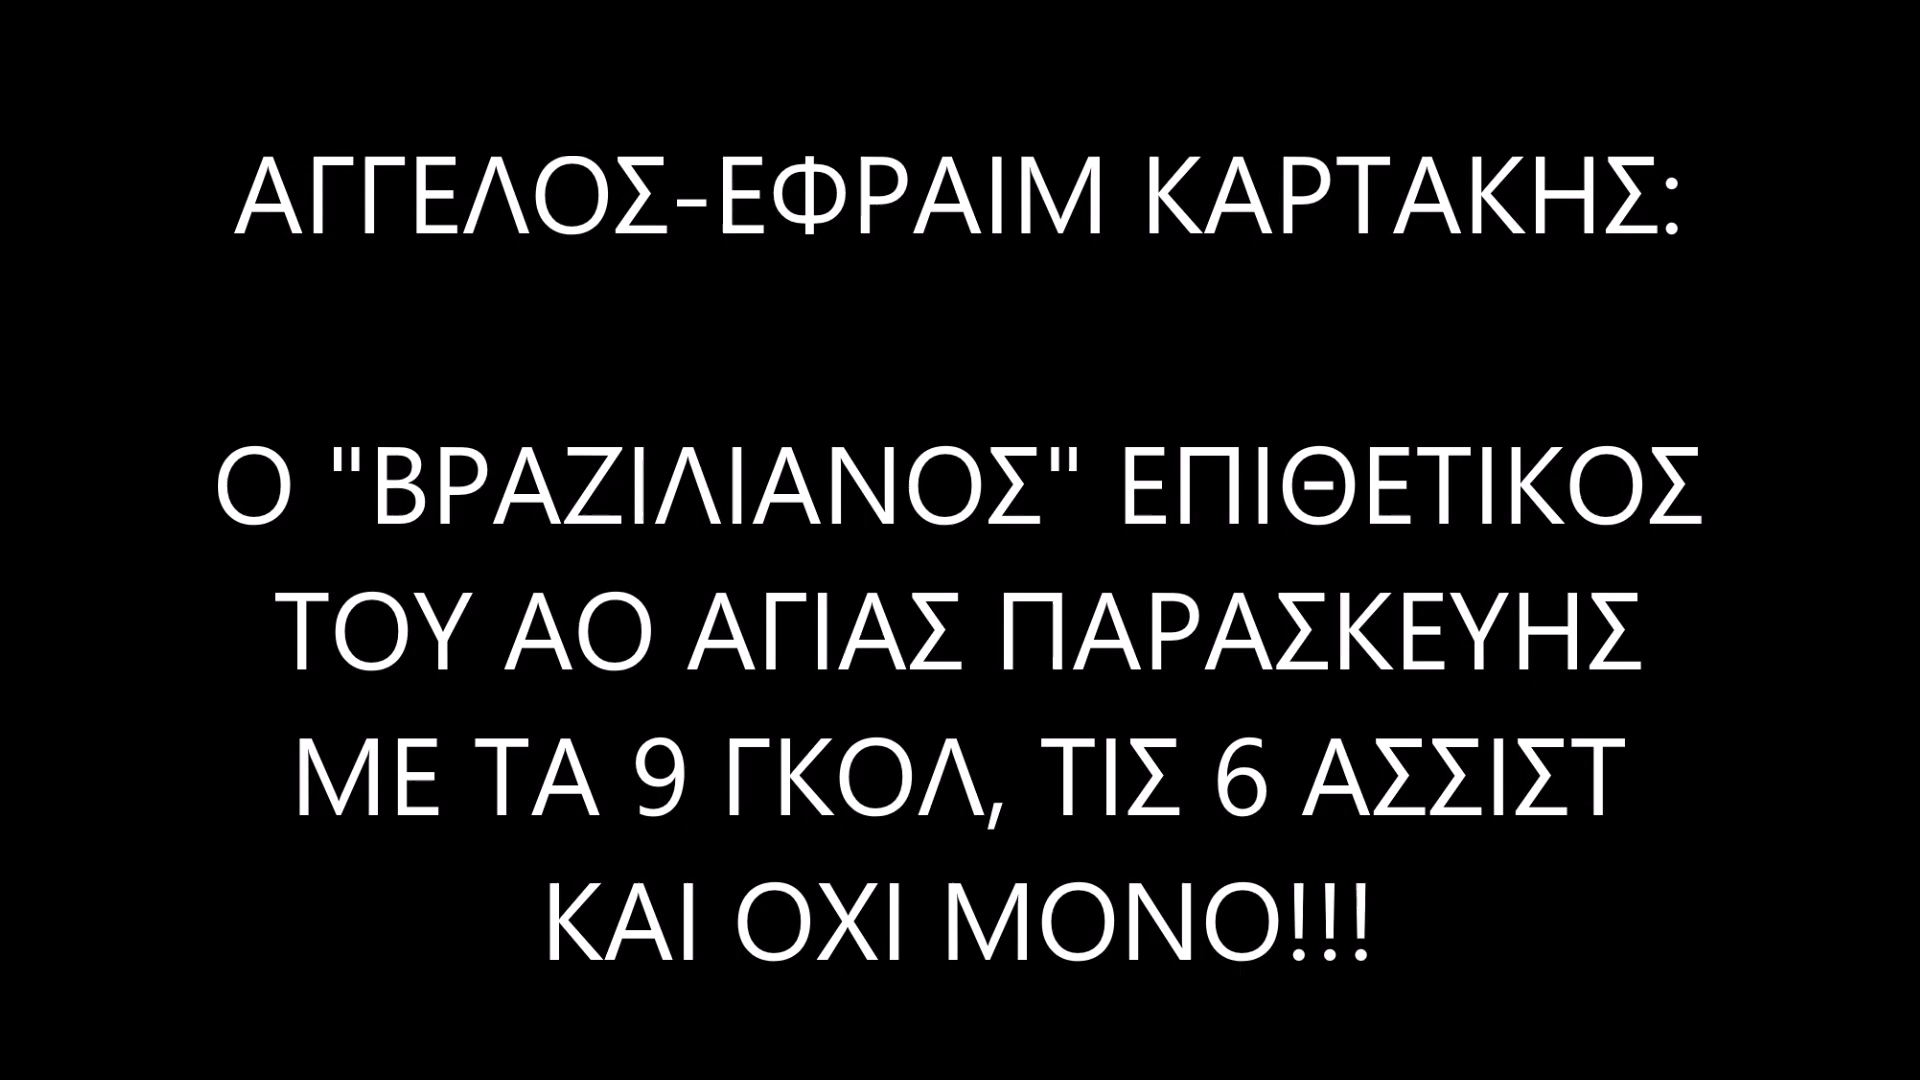 ΑΓΓΕΛΟΣ-ΕΦΡΑΙΜ ΚΑΡΤΑΚΗΣ:
Ο "ΒΡΑΖΙΛΙΑΝΟΣ" ΕΠΙΘΕΤΙΚΟΣ
ΤΟΥ ΑΟ ΑΓΙΑΣ ΠΑΡΑΣΚΕΥΗΣ
ΜΕ ΤΑ 9 ΓΚΟΛ, ΤΙΣ 6 ΑΣΣΙΣΤ
ΚΑΙ ΟΧΙ ΜΟΝΟ!!!